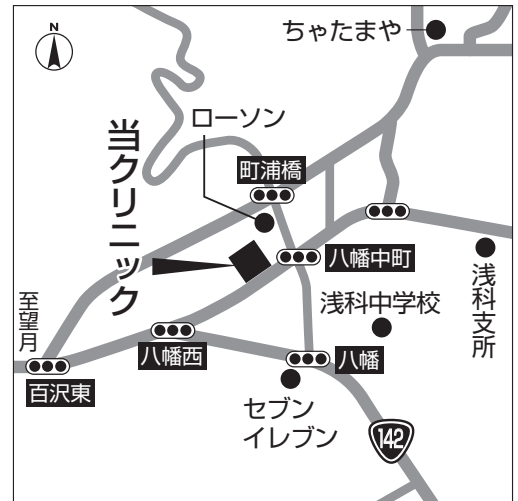 N
ちゃたまや
ローソン
町浦橋
当クリニック
八幡中町
浅科支所
浅科中学校
至望月
八幡西
八幡
百沢東
セブン
イレブン
142